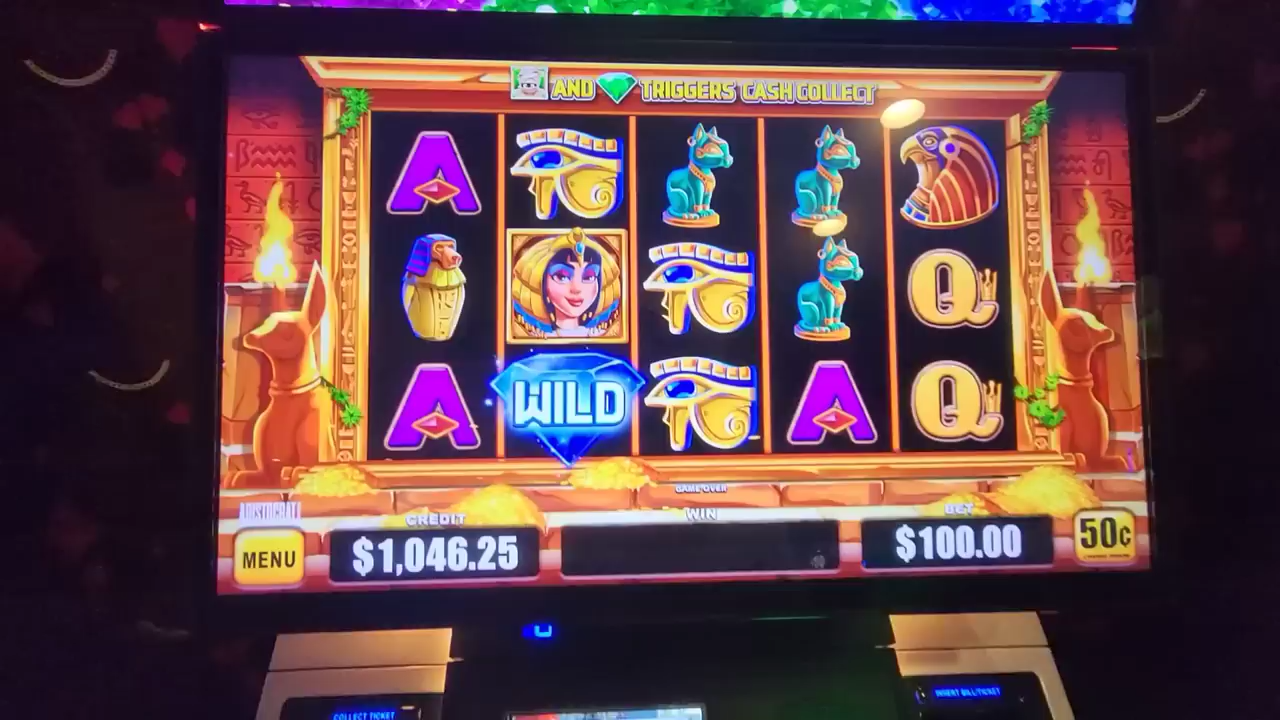 AND TRIGGERS CASH COLLECT
A
A
WILD
A
Q
Q
GAME OVER
ARISTOCRAT
CREDIT
WIN
BET
MENU
$1,046.25
$100.00
50¢
COLLECT TICKET
INSERT BILL/TICKET